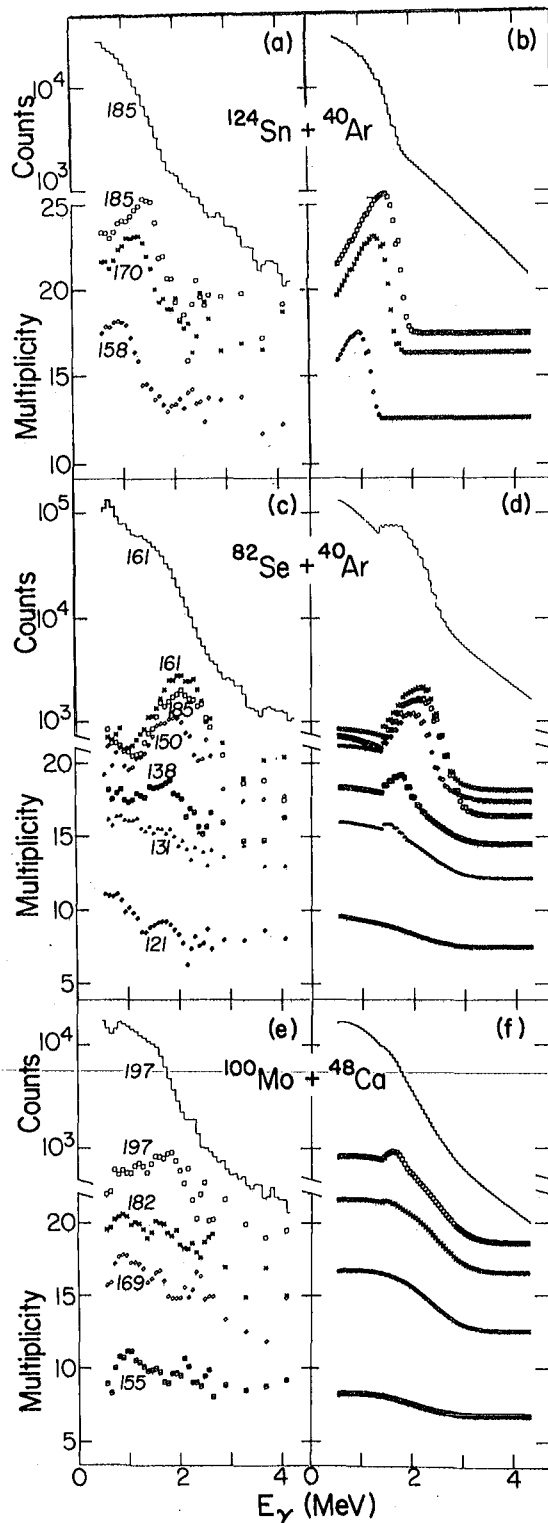 (a)
(b)
10⁴
Counts
185
¹²⁴Sn + ⁴⁰Ar
10³
25
185
170
20
158
Multiplicity
15
10
(c)
(d)
10⁵
161
⁸²Se + ⁴⁰Ar
10⁴
Counts
161
185
10³
150
20
138
15
131
Multiplicity
10
121
5
(e)
(f)
10⁴
197
¹⁰⁰Mo + ⁴⁸Ca
Counts
10³
197
182
20
169
15
Multiplicity
10
155
5
0 2 4 0 2 4
Eγ (MeV)